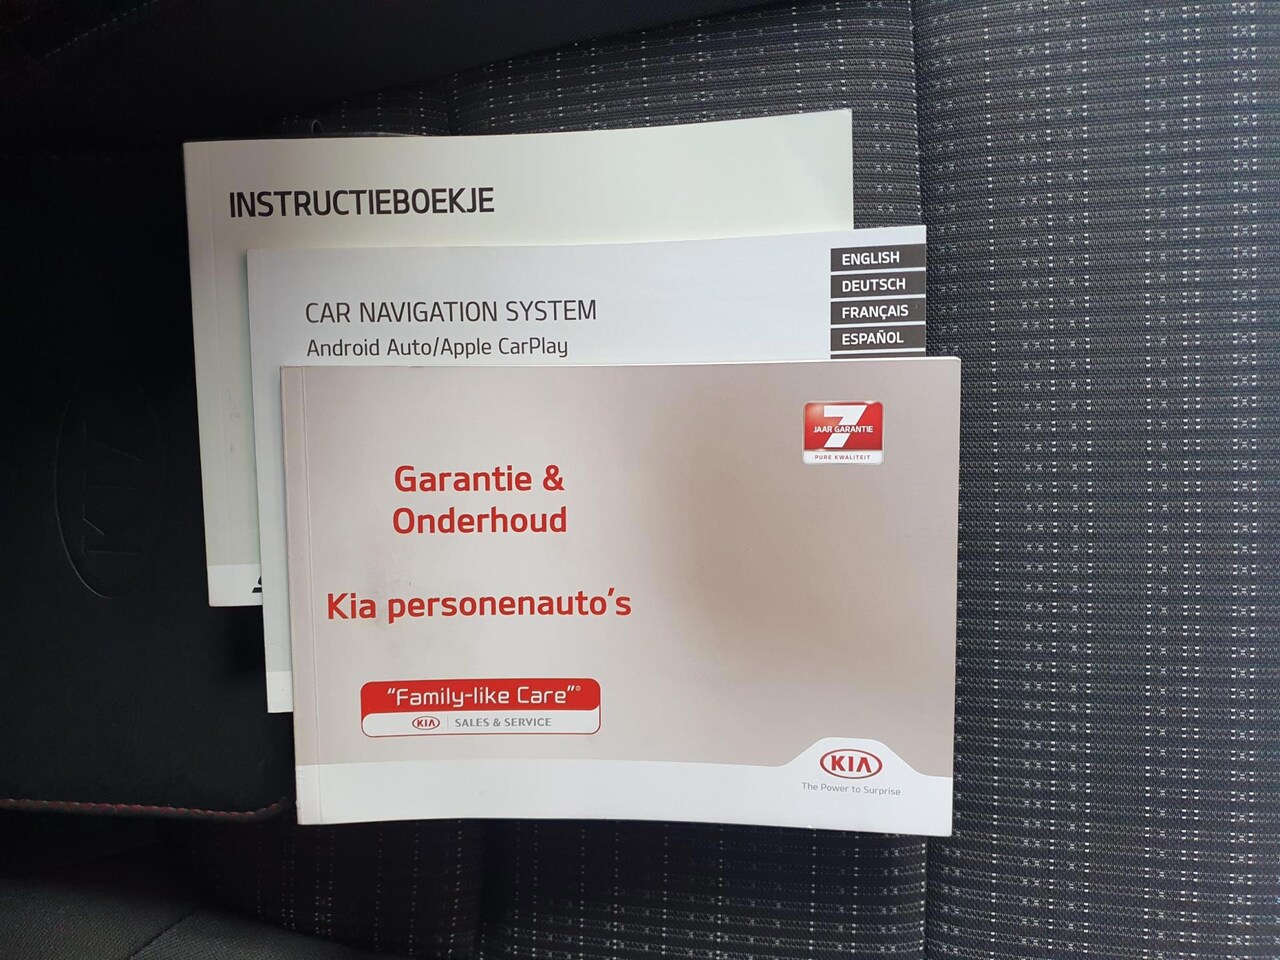 INSTRUCTIEBOEKJE
CAR NAVIGATION SYSTEM
Android Auto/Apple CarPlay
ENGLISH
DEUTSCH
FRANÇAIS
ESPAÑOL
7
JAAR GARANTIE
PURE KWALITEIT
Garantie &
Onderhoud
Kia personenauto's
"Family-like Care"®
KIA SALES & SERVICE
KIA
The Power to Surprise
KIA